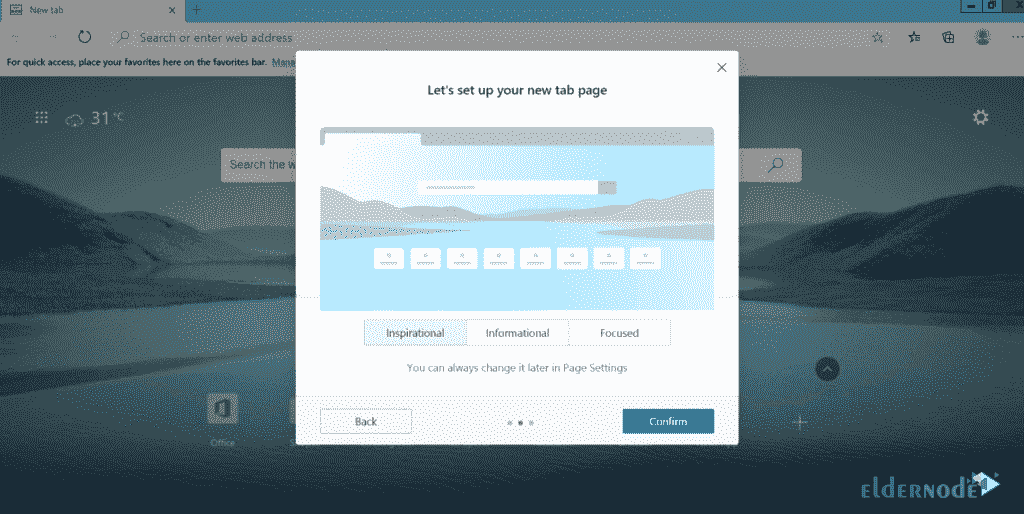 New tab
Search or enter web address
For quick access, place your favorites here on the favorites bar. Mana
Let's set up your new tab page
31 °C
Search the w
Inspirational
Informational
Focused
You can always change it later in Page Settings
Back
Confirm
Office
S
ELDERNODE